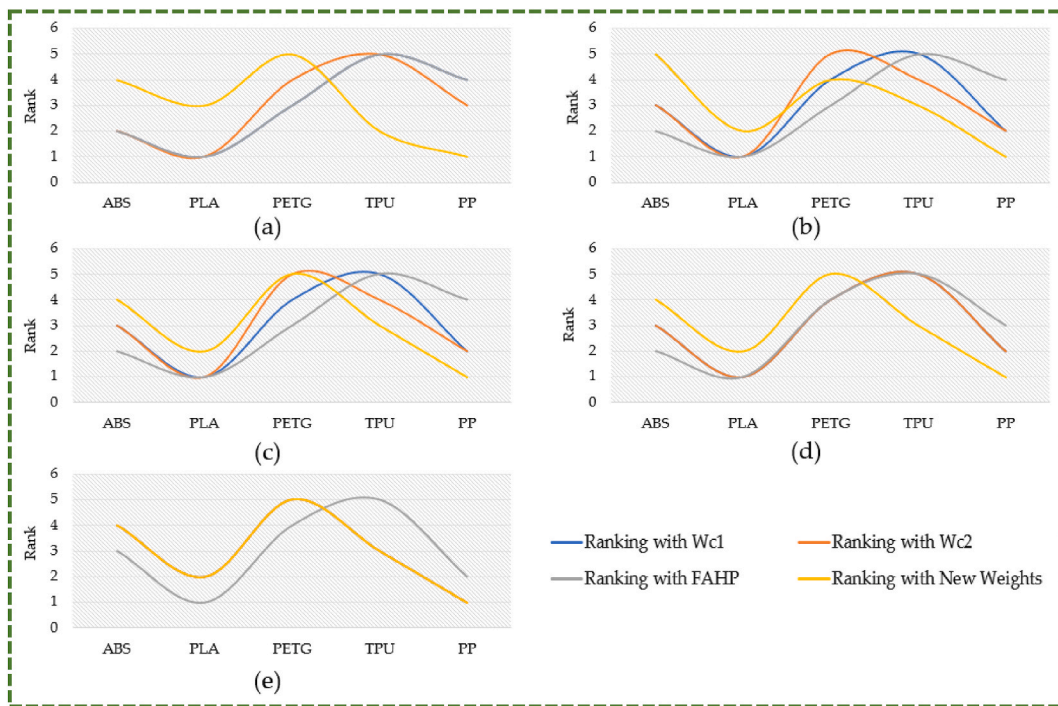 6
5
4
3
2
1
0
Rank
ABS PLA PETG TPU PP
(a)
6
5
4
3
2
1
0
Rank
ABS PLA PETG TPU PP
(b)
6
5
4
3
2
1
0
Rank
ABS PLA PETG TPU PP
(c)
6
5
4
3
2
1
0
Rank
ABS PLA PETG TPU PP
(d)
6
5
4
3
2
1
0
Rank
ABS PLA PETG TPU PP
(e)
Ranking with Wc1 Ranking with Wc2
Ranking with FAHP Ranking with New Weights